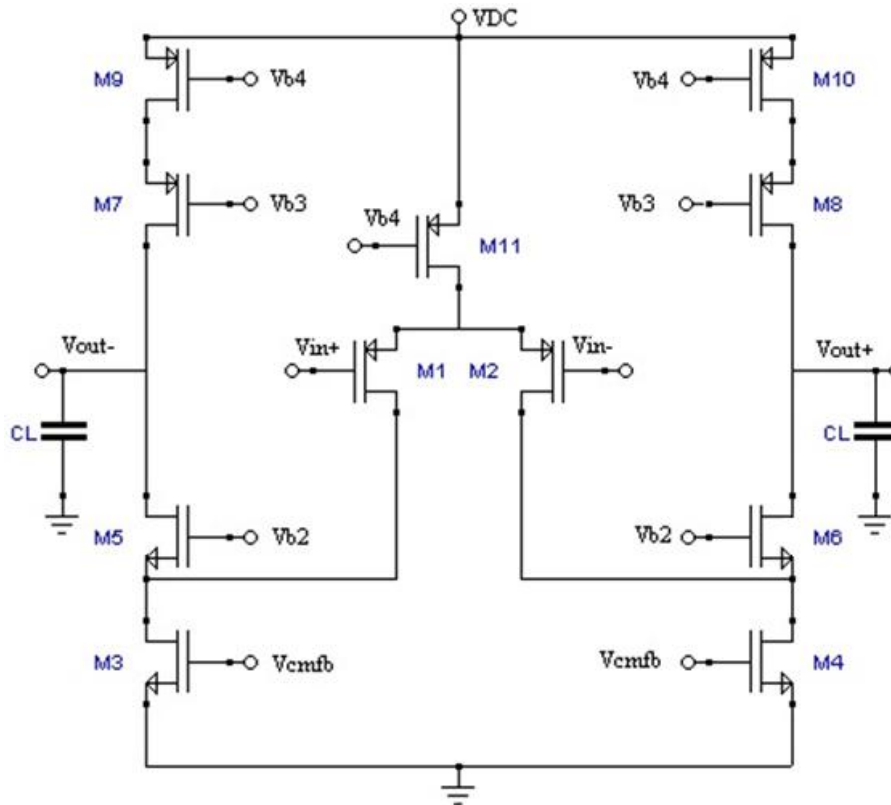 VDC
M9 Vb4 Vb4 M10
M7 Vb3 Vb3 M8
Vb4 M11
Vout- Vin+ M1 M2 Vin- Vout+
CL CL
M5 Vb2 Vb2 M6
M3 Vcmfb Vcmfb M4